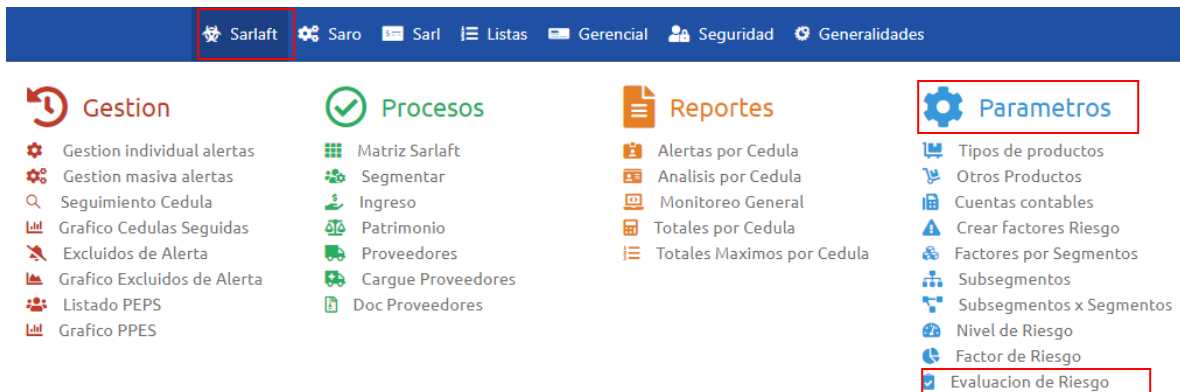 Sarlaft Saro Sarl Listas Gerencial Seguridad Generalidades
Gestion
Gestion individual alertas
Gestion masiva alertas
Seguimiento Cedula
Grafico Cedulas Seguidas
Excluidos de Alerta
Grafico Excluidos de Alerta
Listado PEPS
Grafico PPES
Procesos
Matriz Sarlaft
Segmentar
Ingreso
Patrimonio
Proveedores
Cargue Proveedores
Doc Proveedores
Reportes
Alertas por Cedula
Analisis por Cedula
Monitoreo General
Totales por Cedula
Totales Maximos por Cedula
Parametros
Tipos de productos
Otros Productos
Cuentas contables
Crear factores Riesgo
Factores por Segmentos
Subsegmentos
Subsegmentos x Segmentos
Nivel de Riesgo
Factor de Riesgo
Evaluacion de Riesgo